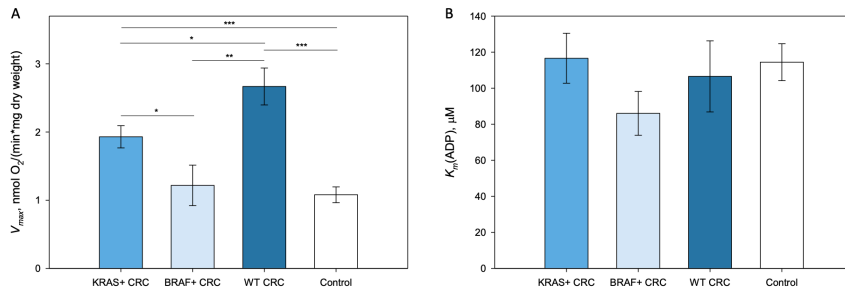 A
***
*
***
**
*
3
2
1
0
V_max, nmol O2/(min*mg dry weight)
KRAS+ CRC
BRAF+ CRC
WT CRC
Control
B
140
120
100
80
60
40
20
0
K_m(ADP), µM
KRAS+ CRC
BRAF+ CRC
WT CRC
Control